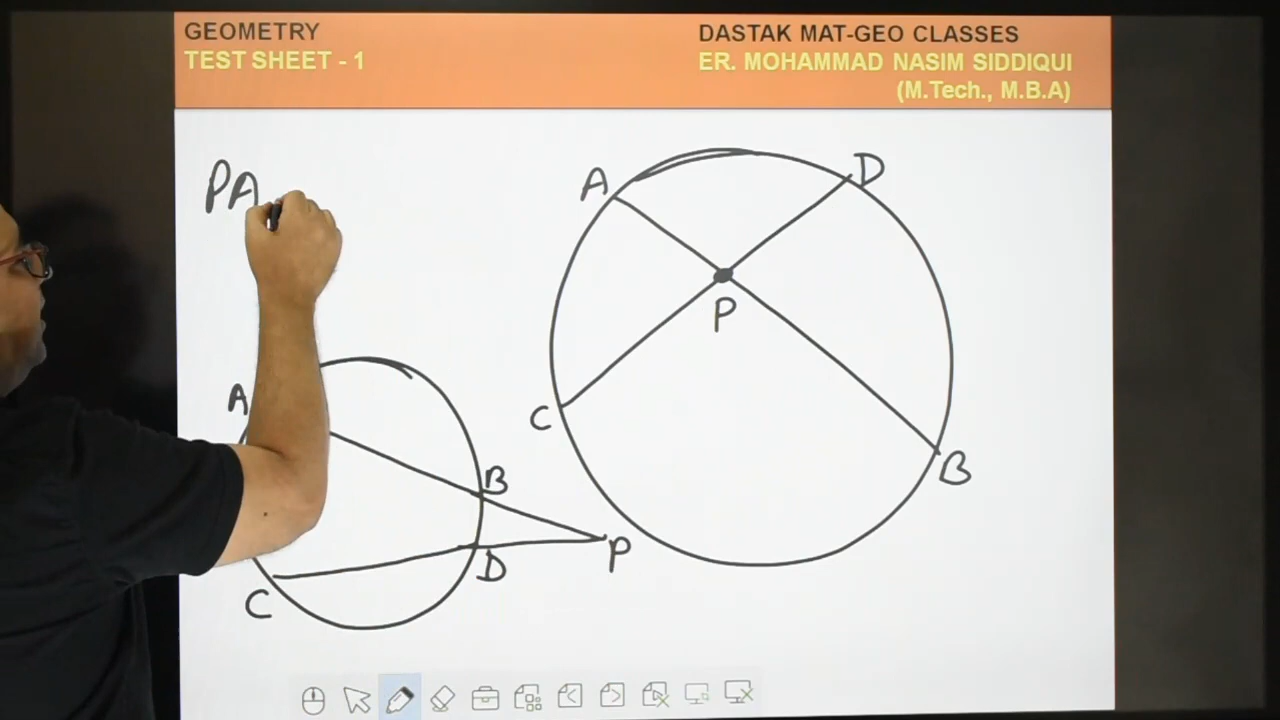 GEOMETRY
TEST SHEET - 1
DASTAK MAT-GEO CLASSES
ER. MOHAMMAD NASIM SIDDIQUI
(M.Tech., M.B.A)
PA
A
D
P
C
B
A
B
P
D
C